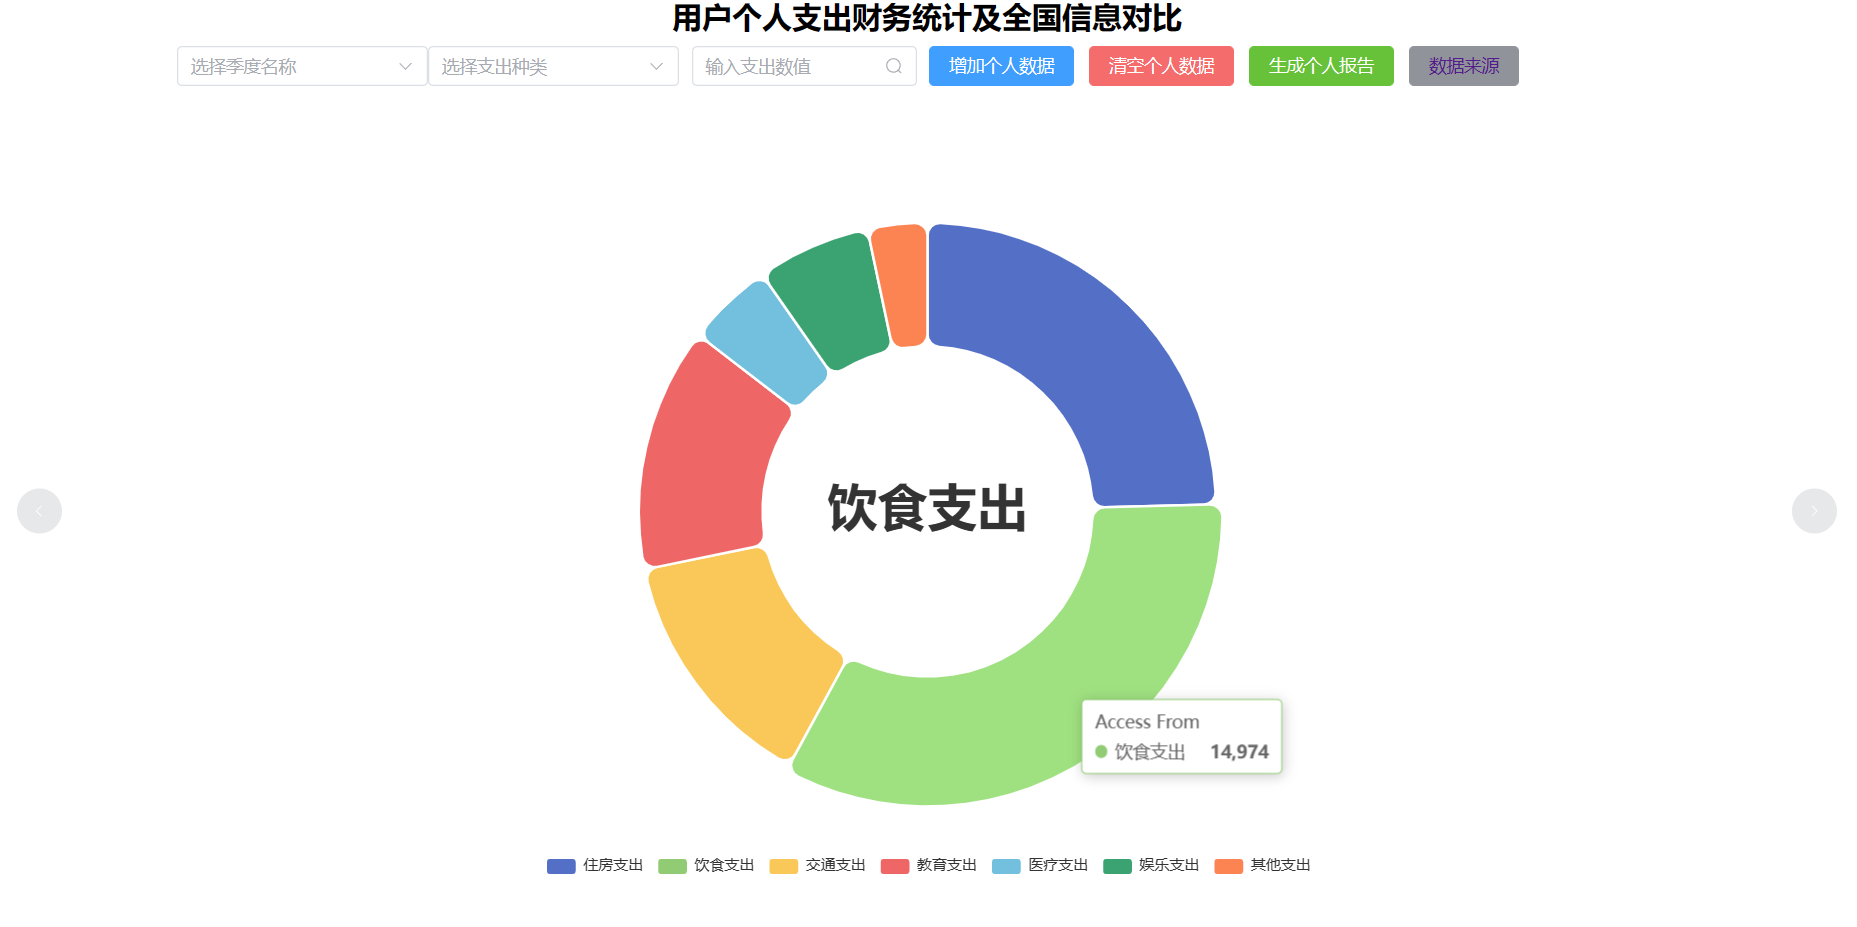 用户个人支出财务统计及全国信息对比
选择季度名称 选择支出种类 输入支出数值 增加个人数据 清空个人数据 生成个人报告 数据来源
饮食支出
Access From
饮食支出 14,974
住房支出 饮食支出 交通支出 教育支出 医疗支出 娱乐支出 其他支出